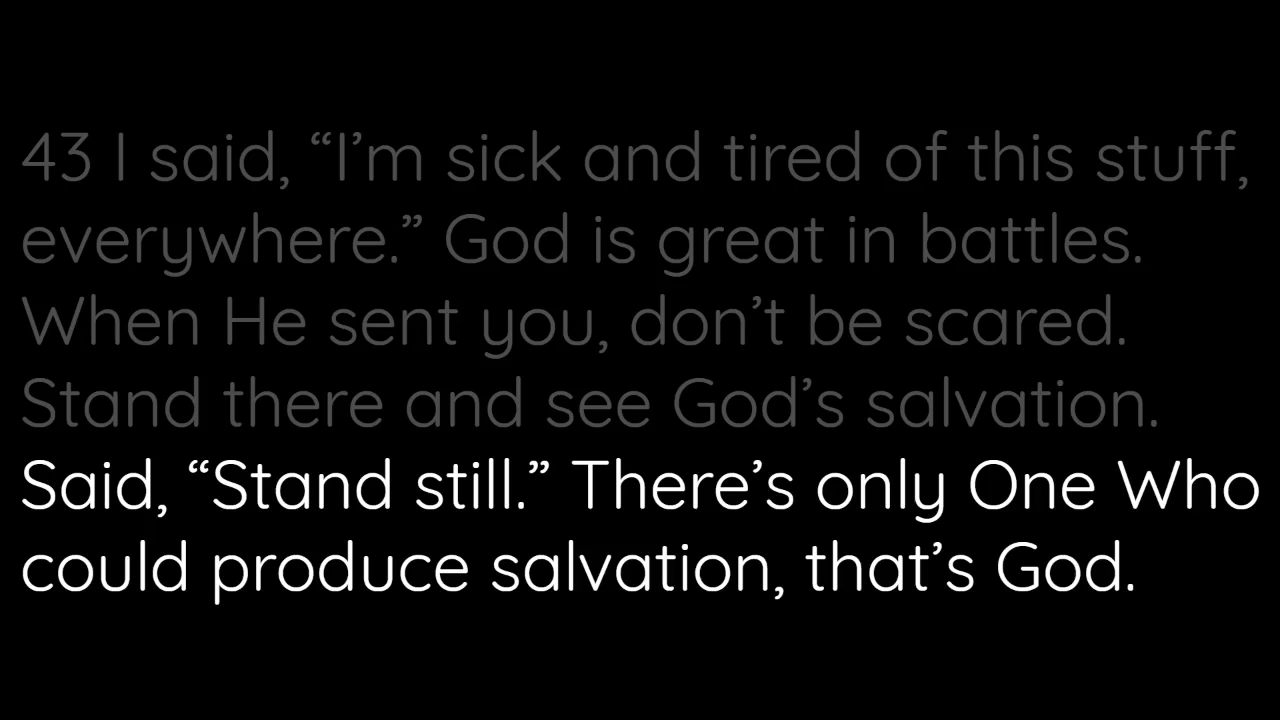 43 I said, “I’m sick and tired of this stuff,
everywhere.” God is great in battles.
When He sent you, don’t be scared.
Stand there and see God’s salvation.
Said, “Stand still.” There’s only One Who
could produce salvation, that’s God.